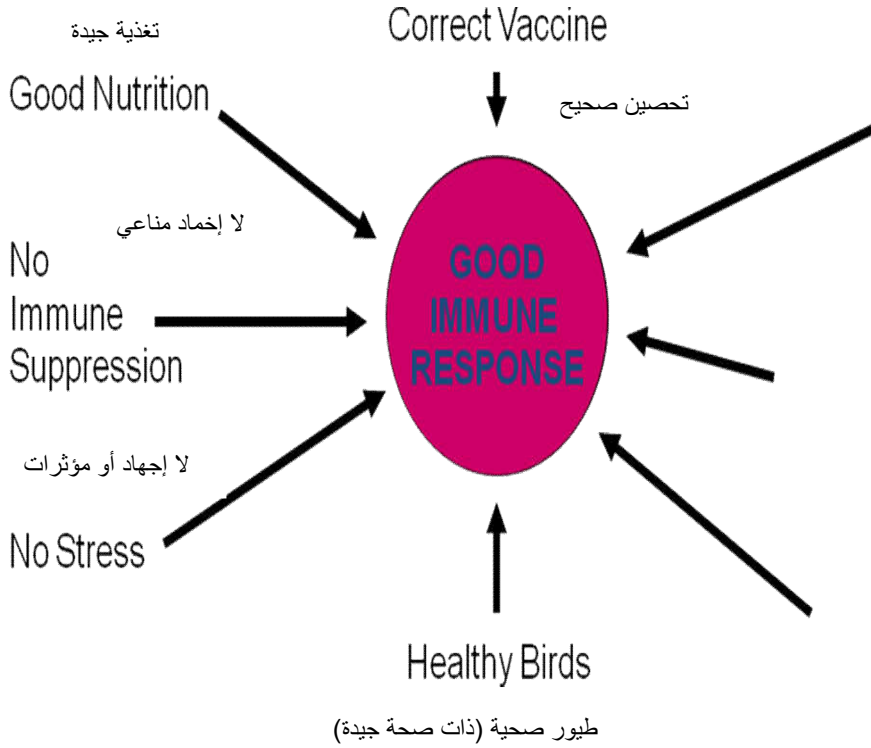 تغذية جيدة
Good Nutrition
Correct Vaccine
تحصين صحيح
لا إخماد مناعي
No
Immune
Suppression
GOOD
IMMUNE
RESPONSE
لا إجهاد أو مؤثرات
No Stress
Healthy Birds
طيور صحية (ذات صحة جيدة)